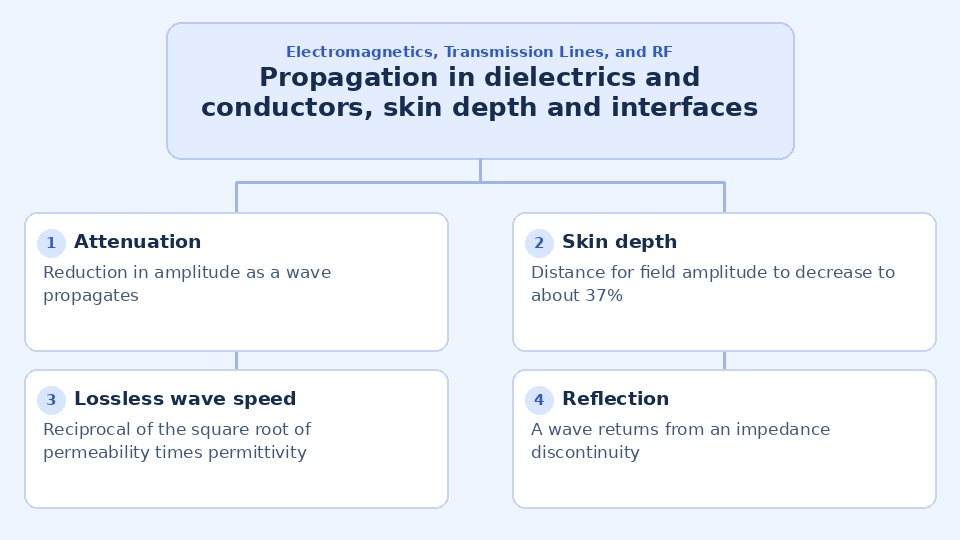 Electromagnetics, Transmission Lines, and RF
Propagation in dielectrics and
conductors, skin depth and interfaces
1 Attenuation
Reduction in amplitude as a wave
propagates
2 Skin depth
Distance for field amplitude to decrease to
about 37%
3 Lossless wave speed
Reciprocal of the square root of
permeability times permittivity
4 Reflection
A wave returns from an impedance
discontinuity